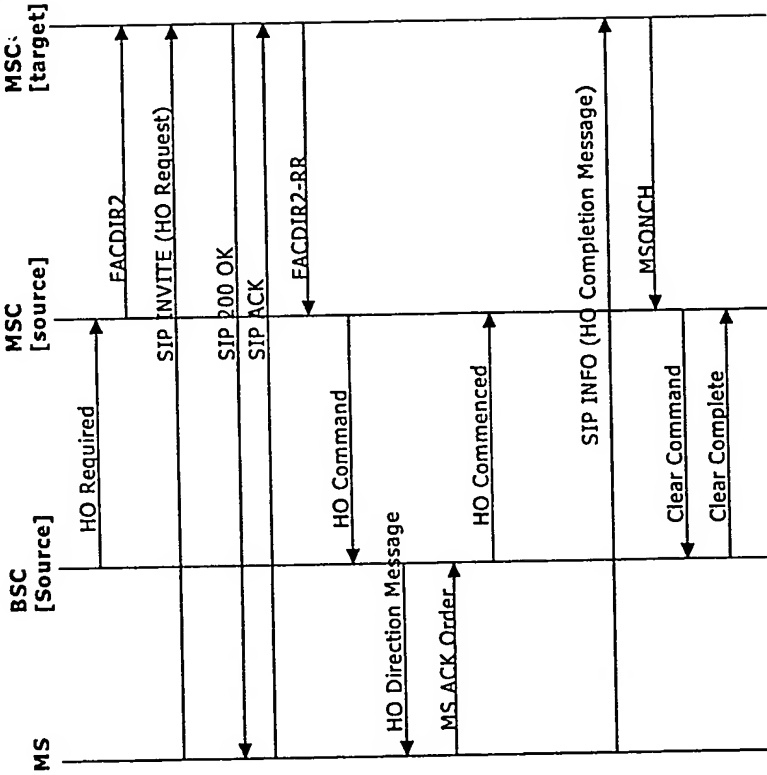 MS
BSC
[Source]
MSC
[source]
MSC
[target]
HO Required
FACDIR2
SIP INVITE (HO Request)
SIP 200 OK
SIP ACK
FACDIR2-RR
HO Command
HO Direction Message
MS ACK Order
HO Commenced
SIP INFO (HO Completion Message)
MSONCH
Clear Command
Clear Complete